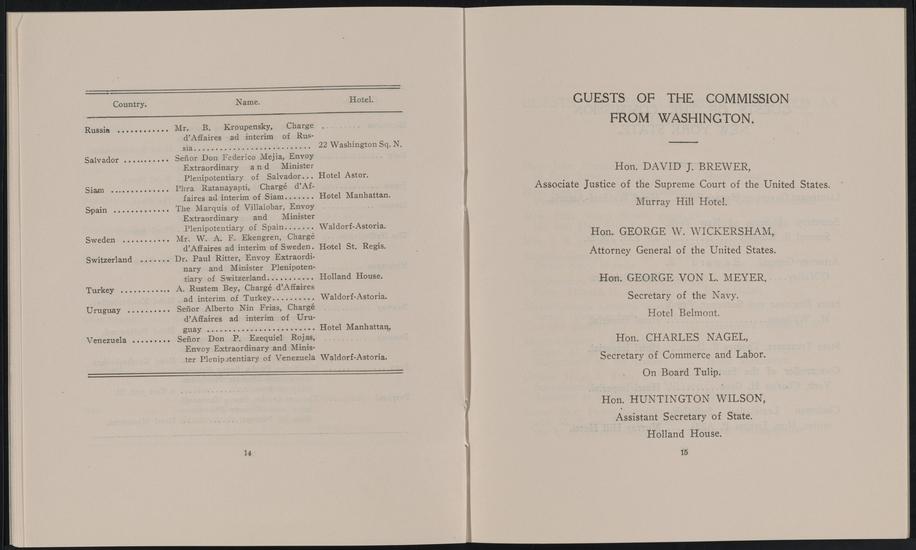 Country. Name. Hotel.
Russia ............ Mr. B. Kroupensky, Charge
d'Affaires ad interim of Rus-
sia........................ 22 Washington Sq. N.
Salvador ........... Señor Don Federico Mejia, Envoy
Extraordinary and Minister
Plenipotentiary of Salvador... Hotel Astor.
Siam .............. Phra Ratanayapti, Chargé d'Af-
faires ad interim of Siam....... Hotel Manhattan.
Spain ............. The Marquis of Villalobar, Envoy
Extraordinary and Minister
Plenipotentiary of Spain....... Waldorf-Astoria.
Sweden ........... Mr. W. A. F. Ekengren, Chargé
d'Affaires ad interim of Sweden. Hotel St. Regis.
Switzerland ....... Dr. Paul Ritter, Envoy Extraordi-
nary and Minister Plenipoten-
tiary of Switzerland.......... Holland House.
Turkey ............ A. Rustem Bey, Chargé d'Affaires
ad interim of Turkey.......... Waldorf-Astoria.
Uruguay ........... Señor Alberto Nin Frias, Chargé
d'Affaires ad interim of Uru-
guay ........................ Hotel Manhattan,
Venezuela .......... Señor Don P. Ezequiel Rojas,
Envoy Extraordinary and Minis-
ter Plenipotentiary of Venezuela Waldorf-Astoria.
14
GUESTS OF THE COMMISSION
FROM WASHINGTON.
Hon. DAVID J. BREWER,
Associate Justice of the Supreme Court of the United States.
Murray Hill Hotel.
Hon. GEORGE W. WICKERSHAM,
Attorney General of the United States.
Hon. GEORGE VON L. MEYER,
Secretary of the Navy.
Hotel Belmont.
Hon. CHARLES NAGEL,
Secretary of Commerce and Labor.
On Board Tulip.
Hon. HUNTINGTON WILSON,
Assistant Secretary of State.
Holland House.
15